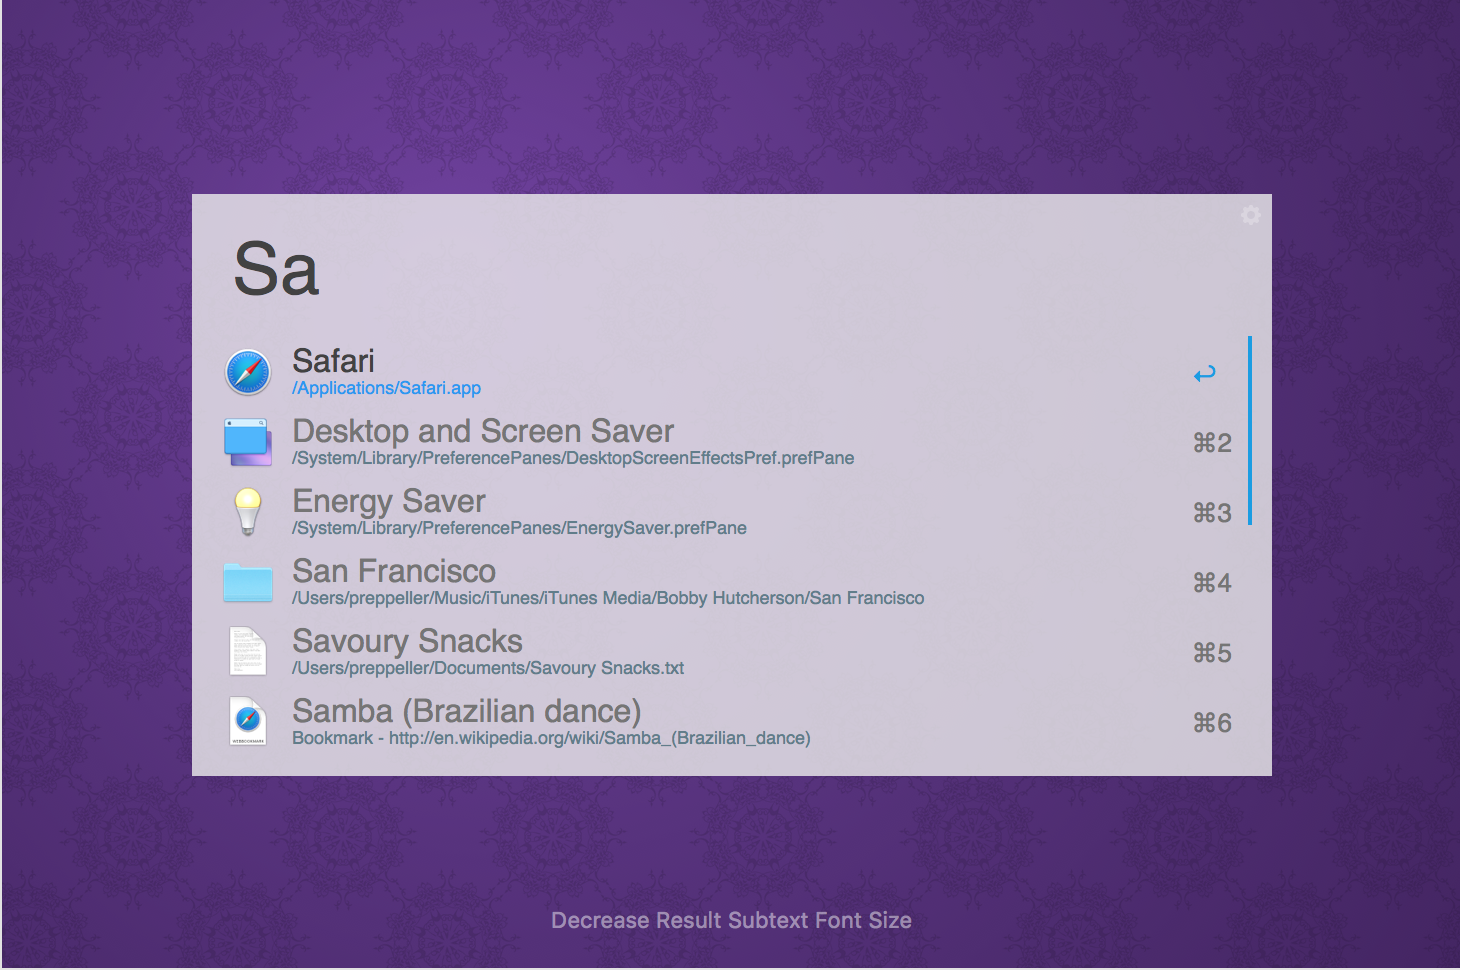 Sa
Safari
/Applications/Safari.app
Desktop and Screen Saver
/System/Library/PreferencePanes/DesktopScreenEffectsPref.prefPane
⌘2
Energy Saver
/System/Library/PreferencePanes/EnergySaver.prefPane
⌘3
San Francisco
/Users/preppeller/Music/iTunes/iTunes Media/Bobby Hutcherson/San Francisco
⌘4
Savoury Snacks
/Users/preppeller/Documents/Savoury Snacks.txt
⌘5
Samba (Brazilian dance)
Bookmark - http://en.wikipedia.org/wiki/Samba_(Brazilian_dance)
⌘6
Decrease Result Subtext Font Size